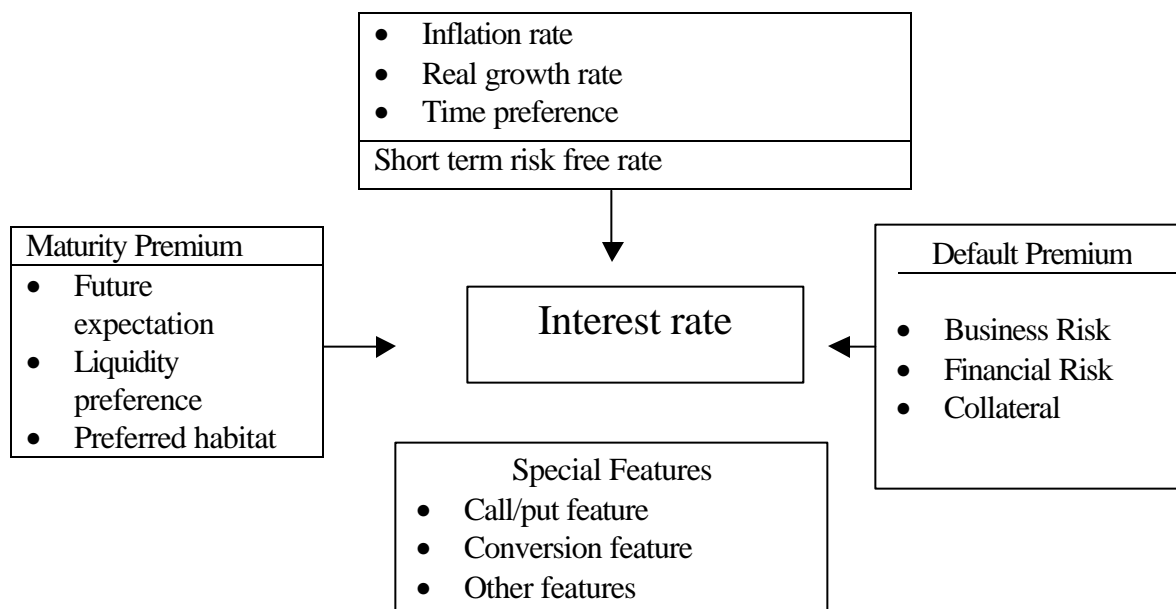 • Inflation rate
• Real growth rate
• Time preference
Short term risk free rate
Maturity Premium
• Future
expectation
• Liquidity
preference
• Preferred habitat
Interest rate
Default Premium
• Business Risk
• Financial Risk
• Collateral
Special Features
• Call/put feature
• Conversion feature
• Other features